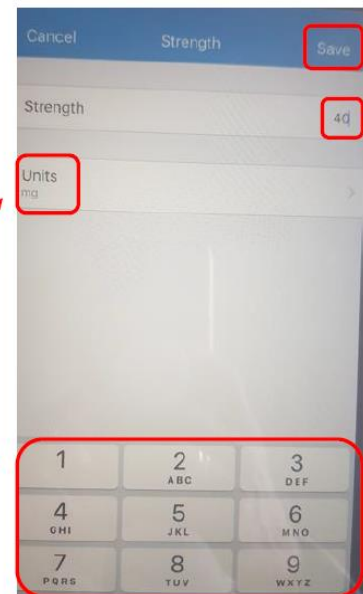 Cancel Strength Save
Strength 40
Units
mg
1 2 3
ABC DEF
4 5 6
GHI JKL MNO
7 8 9
PQRS TUV WXYZ